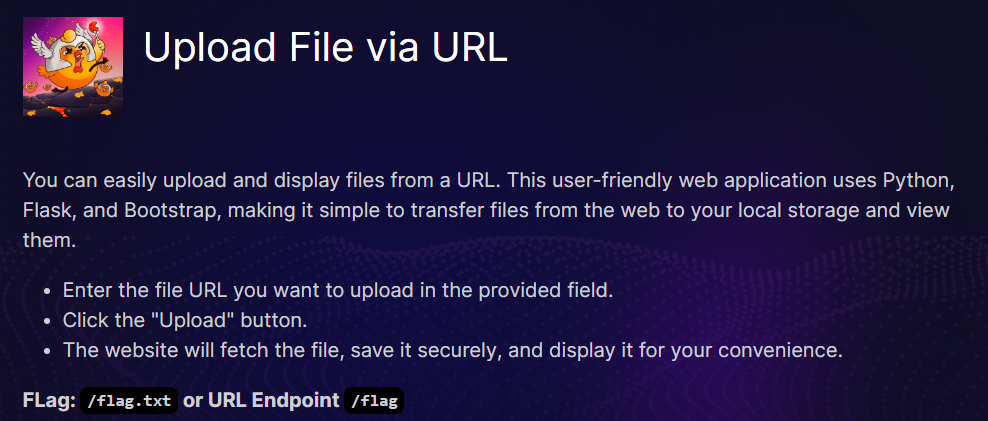 Upload File via URL
You can easily upload and display files from a URL. This user-friendly web application uses Python,
Flask, and Bootstrap, making it simple to transfer files from the web to your local storage and view
them.
• Enter the file URL you want to upload in the provided field.
• Click the "Upload" button.
• The website will fetch the file, save it securely, and display it for your convenience.
FLag: /flag.txt or URL Endpoint /flag